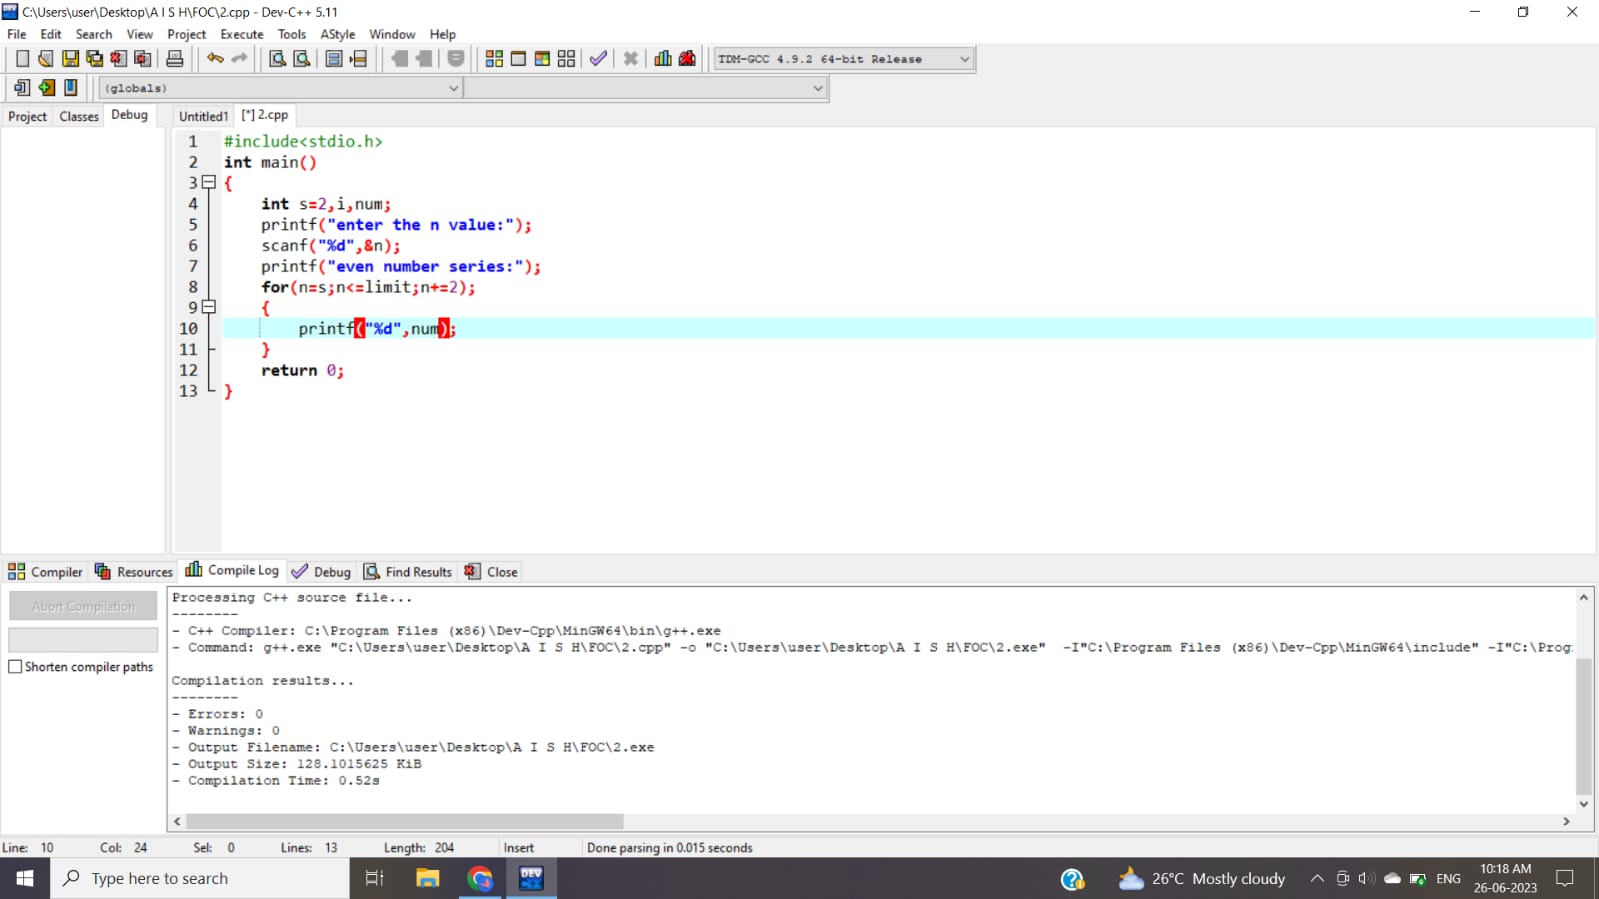 C:\Users\user\Desktop\A I S H\FOC\2.cpp - Dev-C++ 5.11
File Edit Search View Project Execute Tools AStyle Window Help
TDM-GCC 4.9.2 64-bit Release
(globals)
Project Classes Debug Untitled1 [*] 2.cpp
1 #include<stdio.h>
2 int main()
3 {
4 int s=2,i,num;
5 printf("enter the n value:");
6 scanf("%d",&n);
7 printf("even number series:");
8 for(n=s;n<=limit;n+=2);
9 {
10 printf("%d",num);
11 }
12 return 0;
13 }
Compiler Resources Compile Log Debug Find Results Close
Abort Compilation
Shorten compiler paths
Processing C++ source file...
--------
- C++ Compiler: C:\Program Files (x86)\Dev-Cpp\MinGW64\bin\g++.exe
- Command: g++.exe "C:\Users\user\Desktop\A I S H\FOC\2.cpp" -o "C:\Users\user\Desktop\A I S H\FOC\2.exe" -I"C:\Program Files (x86)\Dev-Cpp\MinGW64\include" -I"C:\Prog
Compilation results...
--------
- Errors: 0
- Warnings: 0
- Output Filename: C:\Users\user\Desktop\A I S H\FOC\2.exe
- Output Size: 128.1015625 KiB
- Compilation Time: 0.52s
Line: 10 Col: 24 Sel: 0 Lines: 13 Length: 204 Insert Done parsing in 0.015 seconds
Type here to search
DEV
26°C Mostly cloudy
ENG
10:18 AM
26-06-2023